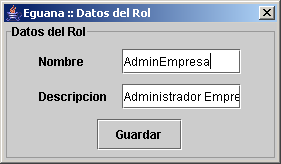 Eguana :: Datos del Rol
Datos del Rol
Nombre AdminEmpresa
Descripcion Administrador Empre
Guardar